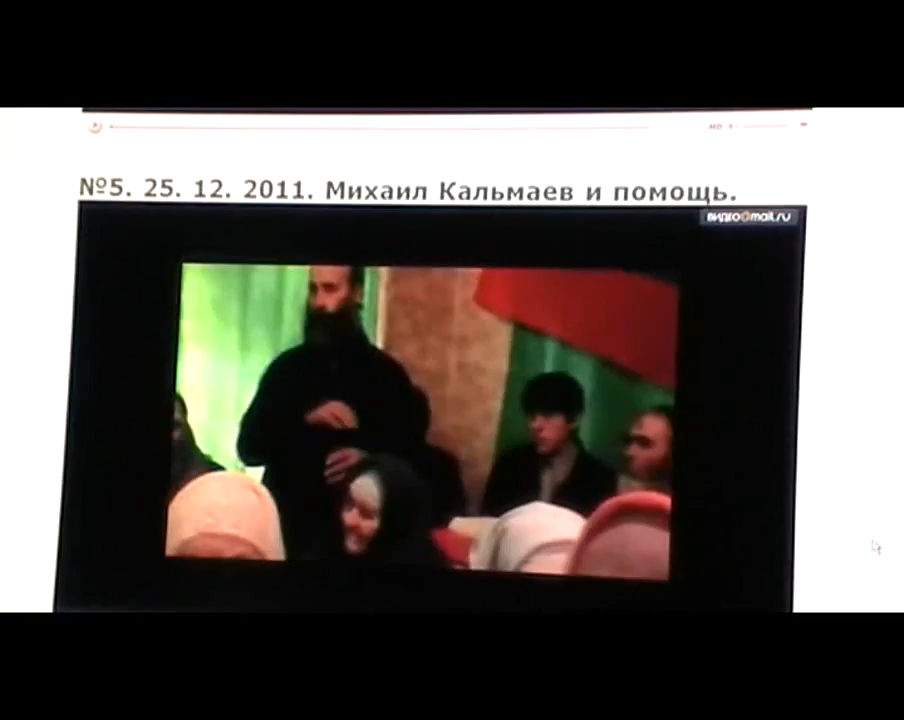 №5. 25. 12. 2011. Михаил Кальмаев и помощь.
видео@mail.ru